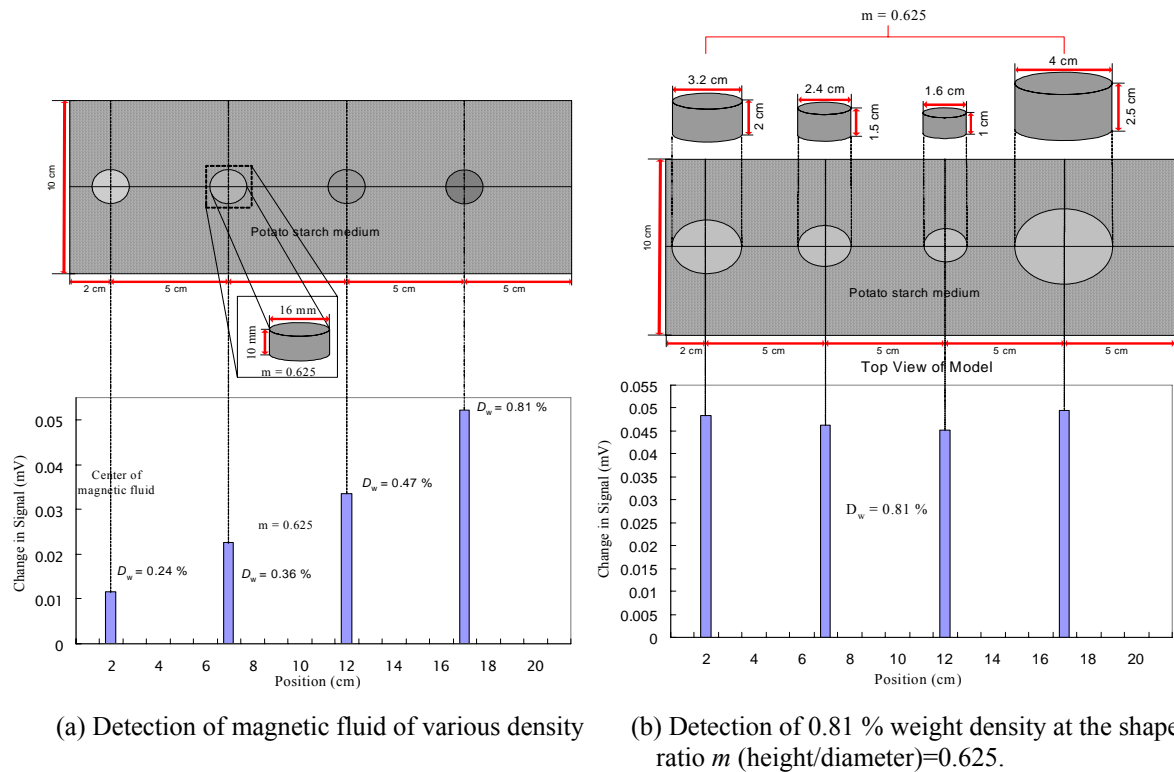 10 cm
Potato starch medium
2 cm
5 cm
5 cm
5 cm
16 mm
10 mm
m = 0.625
Change in Signal (mV)
0.05
0.04
0.03
0.02
0.01
0
Center of
magnetic fluid
m = 0.625
D_w = 0.24 %
D_w = 0.36 %
D_w = 0.47 %
D_w = 0.81 %
2 4 6 8 10 12 14 16 18 20
Position (cm)
(a) Detection of magnetic fluid of various density
m = 0.625
3.2 cm
2 cm
2.4 cm
1.5 cm
1.6 cm
1 cm
4 cm
2.5 cm
10 cm
Potato starch medium
2 cm
5 cm
5 cm
5 cm
5 cm
Top View of Model
Change in Signal (mV)
0.055
0.05
0.045
0.04
0.035
0.03
0.025
0.02
0.015
0.01
0.005
0
D_w = 0.81 %
2 4 6 8 10 12 14 16 18 20
Position (cm)
(b) Detection of 0.81 % weight density at the shape
ratio m (height/diameter)=0.625.